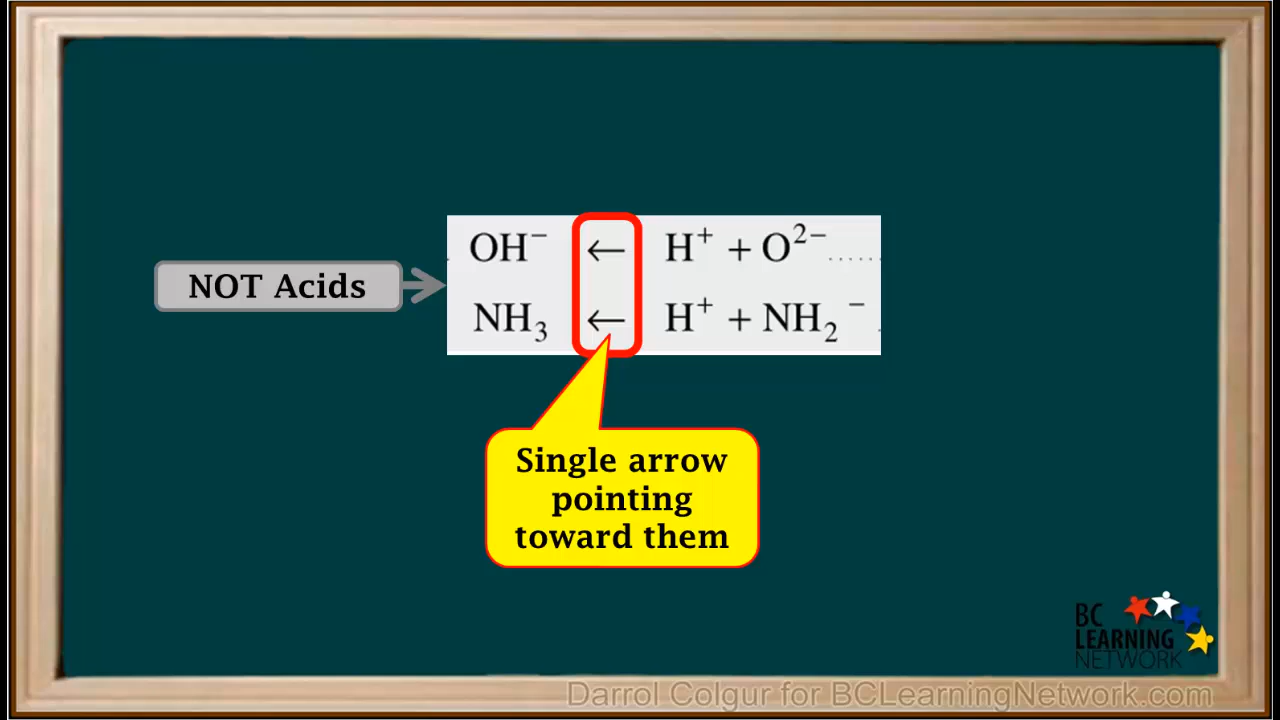 OH⁻ ← H⁺ + O²⁻ ......
NOT Acids
NH₃ ← H⁺ + NH₂⁻
Single arrow
pointing
toward them
BC
LEARNING
NETWORK
Darrol Colgur for BCLearningNetwork.com